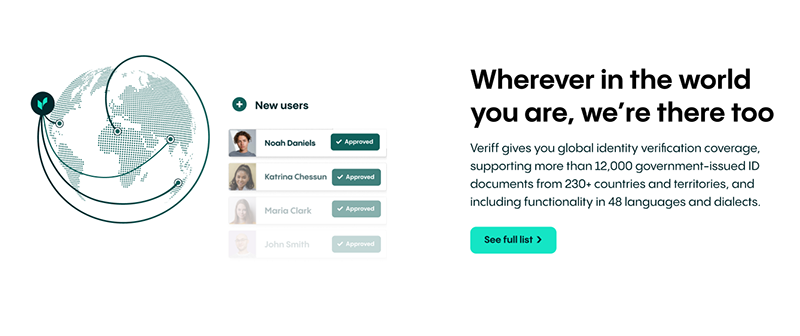 New users
Noah Daniels
Approved
Katrina Chessun
Approved
Maria Clark
Approved
John Smith
Approved
Wherever in the world
you are, we’re there too
Veriff gives you global identity verification coverage,
supporting more than 12,000 government-issued ID
documents from 230+ countries and territories, and
including functionality in 48 languages and dialects.
See full list